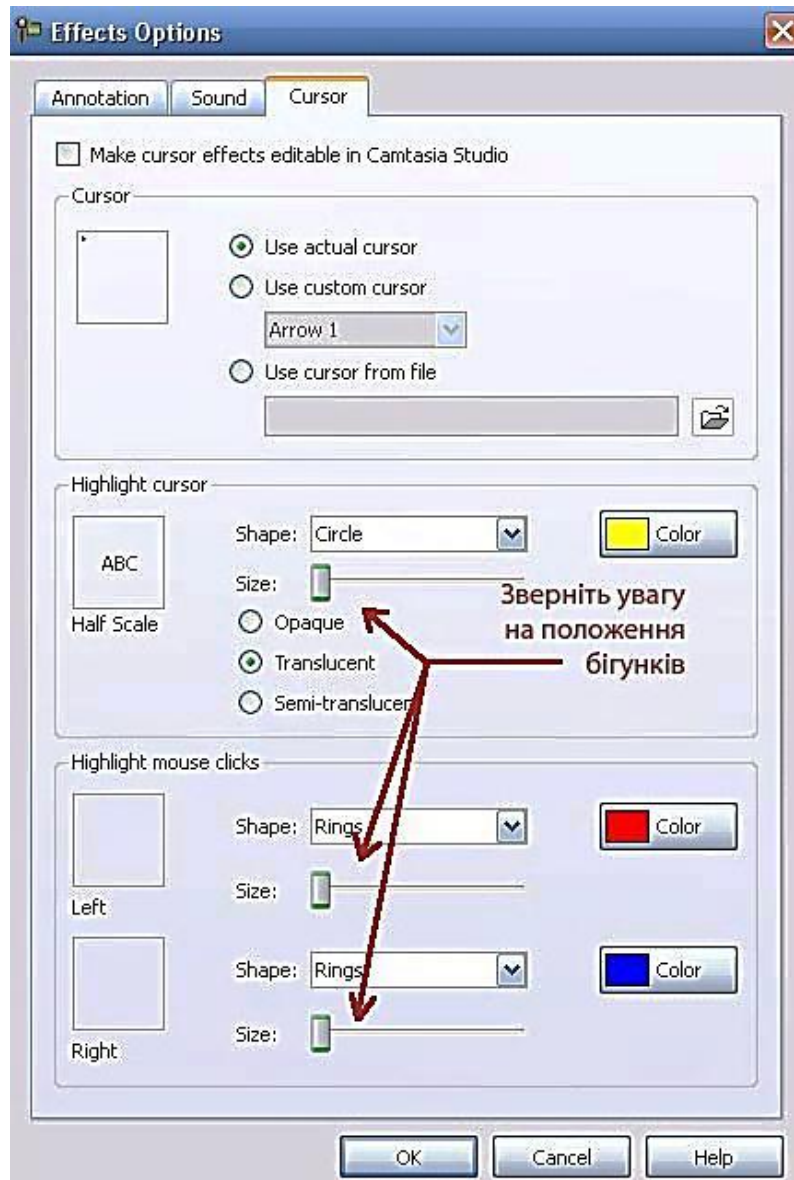 Effects Options
Annotation Sound Cursor
Make cursor effects editable in Camtasia Studio
Cursor
Use actual cursor
Use custom cursor
Arrow 1
Use cursor from file
Highlight cursor
ABC
Half Scale
Shape: Circle
Color
Size:
Opaque
Translucent
Semi-translucent
Зверніть увагу
на положення
бігунків
Highlight mouse clicks
Shape: Rings
Color
Size:
Left
Shape: Rings
Color
Size:
Right
OK Cancel Help